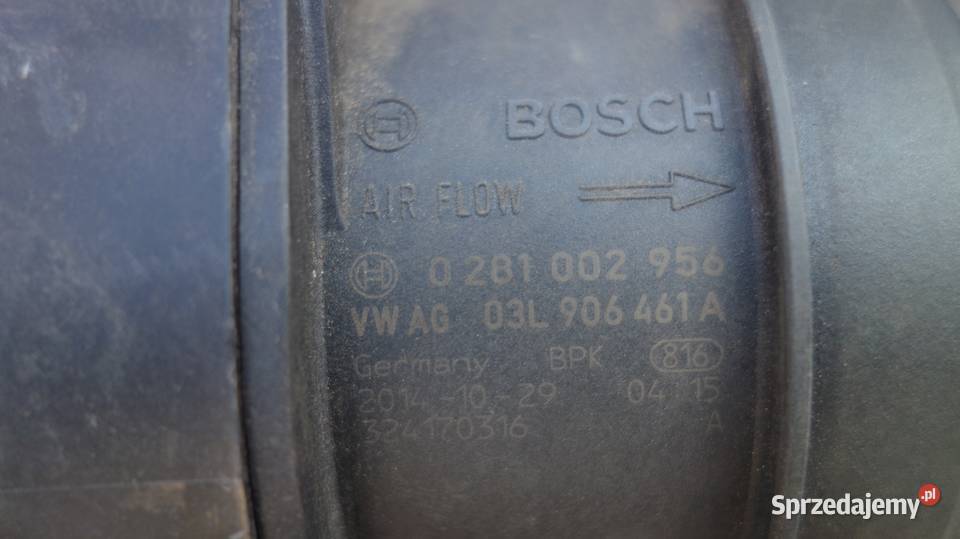 BOSCH
AIR FLOW
0 281 002 956
VW AG 03L 906 461 A
Germany BPK 816
2014-10-29 04 15
324170316 A
Sprzedajemy.pl